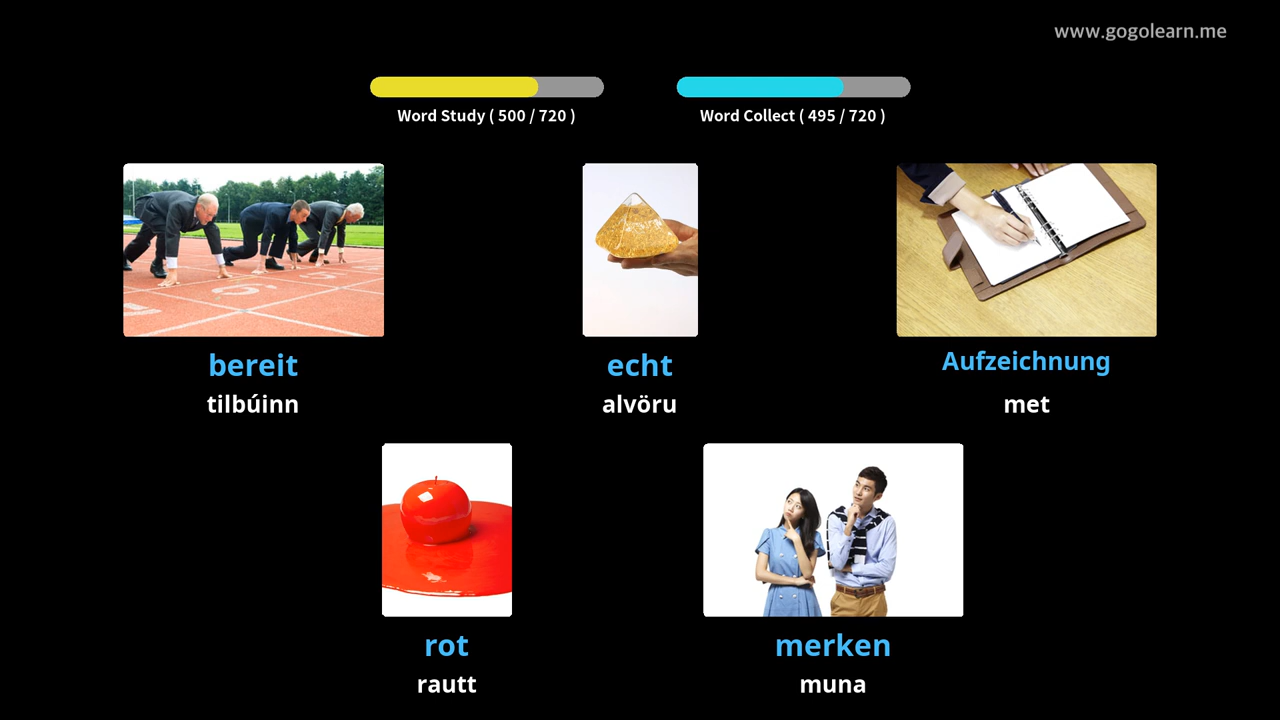 www.gogolearn.me
Word Study ( 500 / 720 )
Word Collect ( 495 / 720 )
bereit
tilbúinn
echt
alvöru
Aufzeichnung
met
rot
rautt
merken
muna